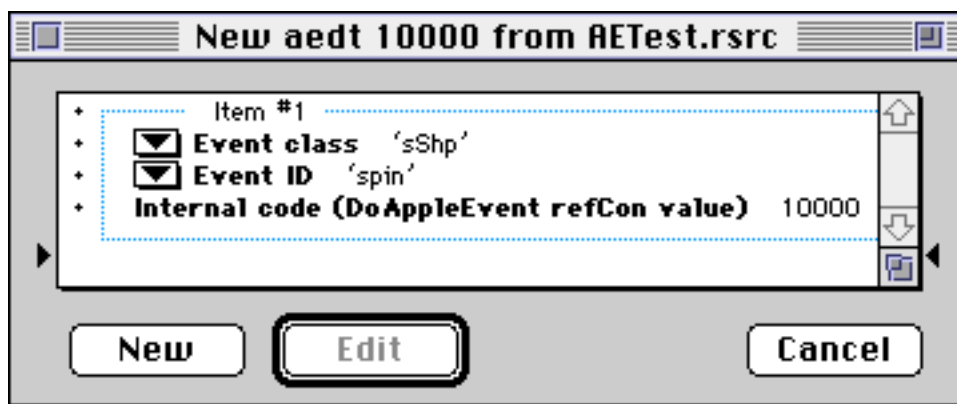 New aedt 10000 from AETest.rsrc
Item #1
Event class 'sShp'
Event ID 'spin'
Internal code (DoAppleEvent refCon value) 10000
New Edit Cancel